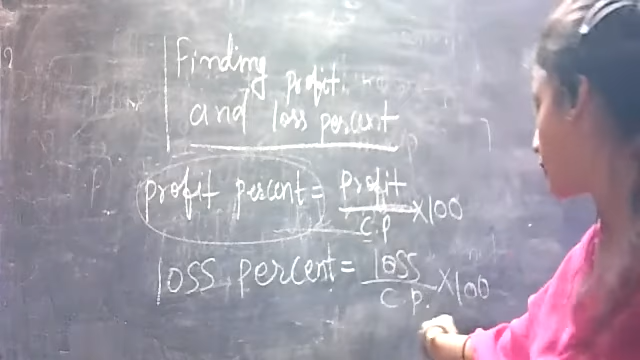 Finding profit
and loss percent
profit percent = profit/c.p × 100
loss percent = loss/c.p. × 100